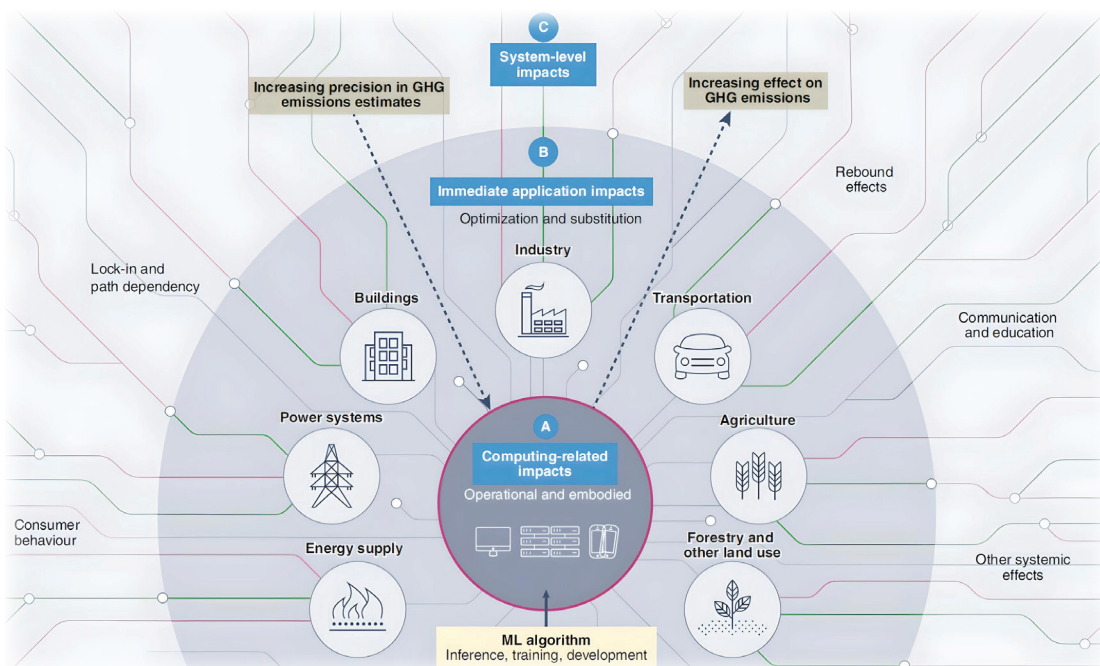 C
System-level
impacts
Increasing precision in GHG
emissions estimates
Increasing effect on
GHG emissions
B
Immediate application impacts
Optimization and substitution
Rebound
effects
Lock-in and
path dependency
Industry
Buildings
Transportation
Communication
and education
Power systems
Agriculture
A
Computing-related
impacts
Operational and embodied
Consumer
behaviour
Energy supply
Forestry and
other land use
Other systemic
effects
ML algorithm
Inference, training, development